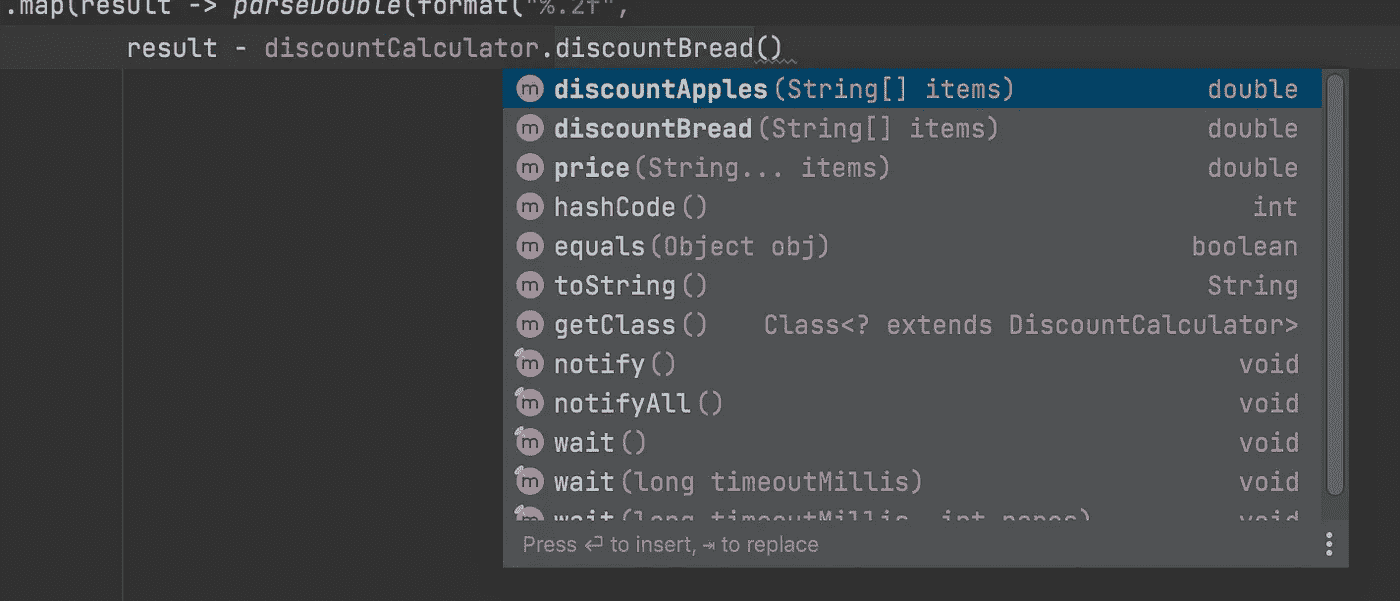 .map(result -> parseDouble(format("%.2f",
result - discountCalculator.discountBread()
m discountApples(String[] items) double
m discountBread(String[] items) double
m price(String... items) double
m hashCode() int
m equals(Object obj) boolean
m toString() String
m getClass() Class<? extends DiscountCalculator>
m notify() void
m notifyAll() void
m wait() void
m wait(long timeoutMillis) void
m wait(long timeoutMillis, int nanos) void
Press ⏎ to insert, ⇥ to replace